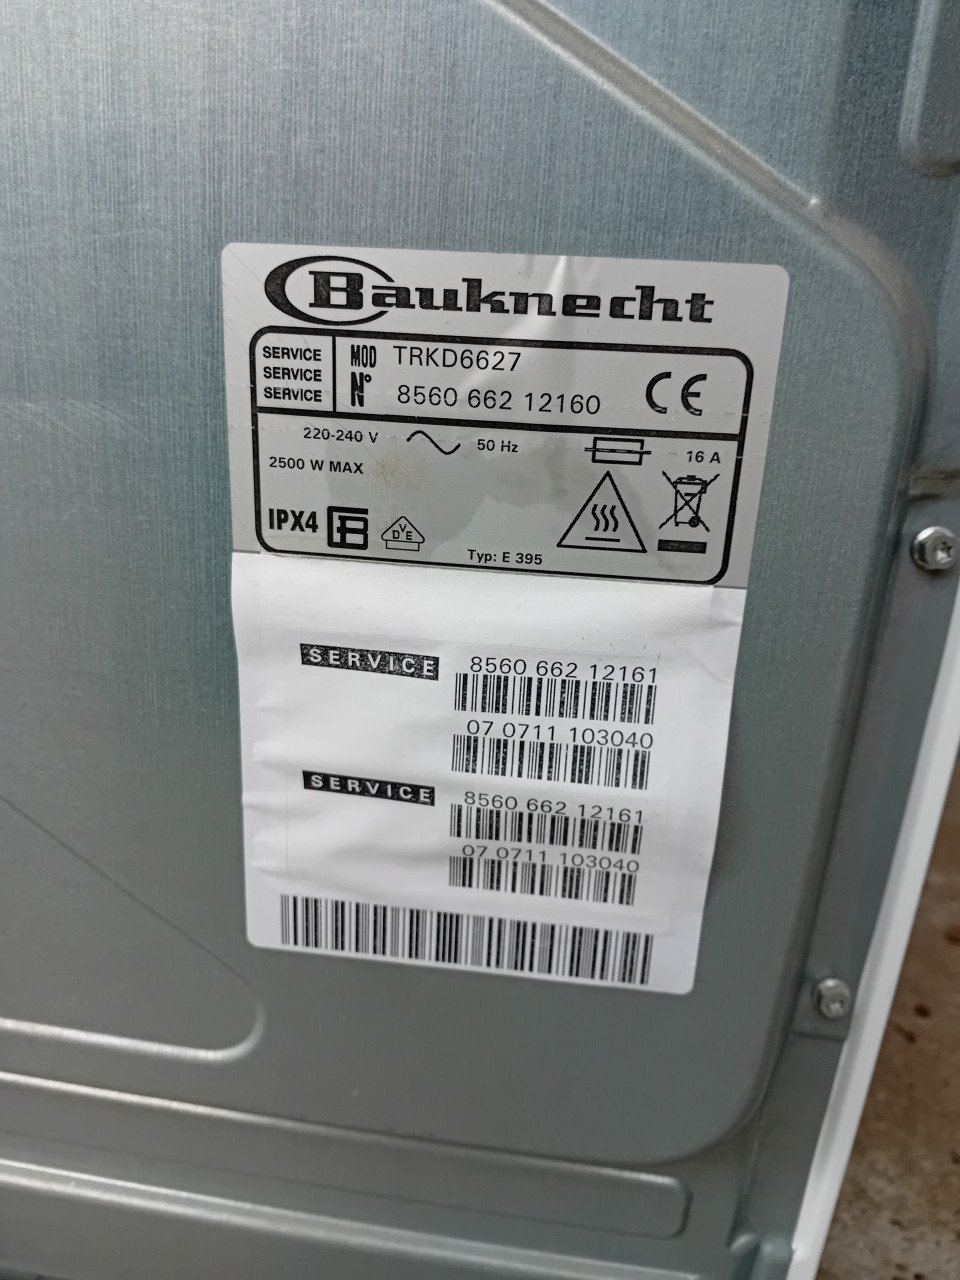 Bauknecht
SERVICE
SERVICE
SERVICE
MOD TRKD6627
N° 8560 662 12160
CE
220-240 V 50 Hz 16 A
2500 W MAX
IPX4
VDE
Typ: E 395
SERVICE 8560 662 12161
07 0711 103040
SERVICE 8560 662 12161
07 0711 103040